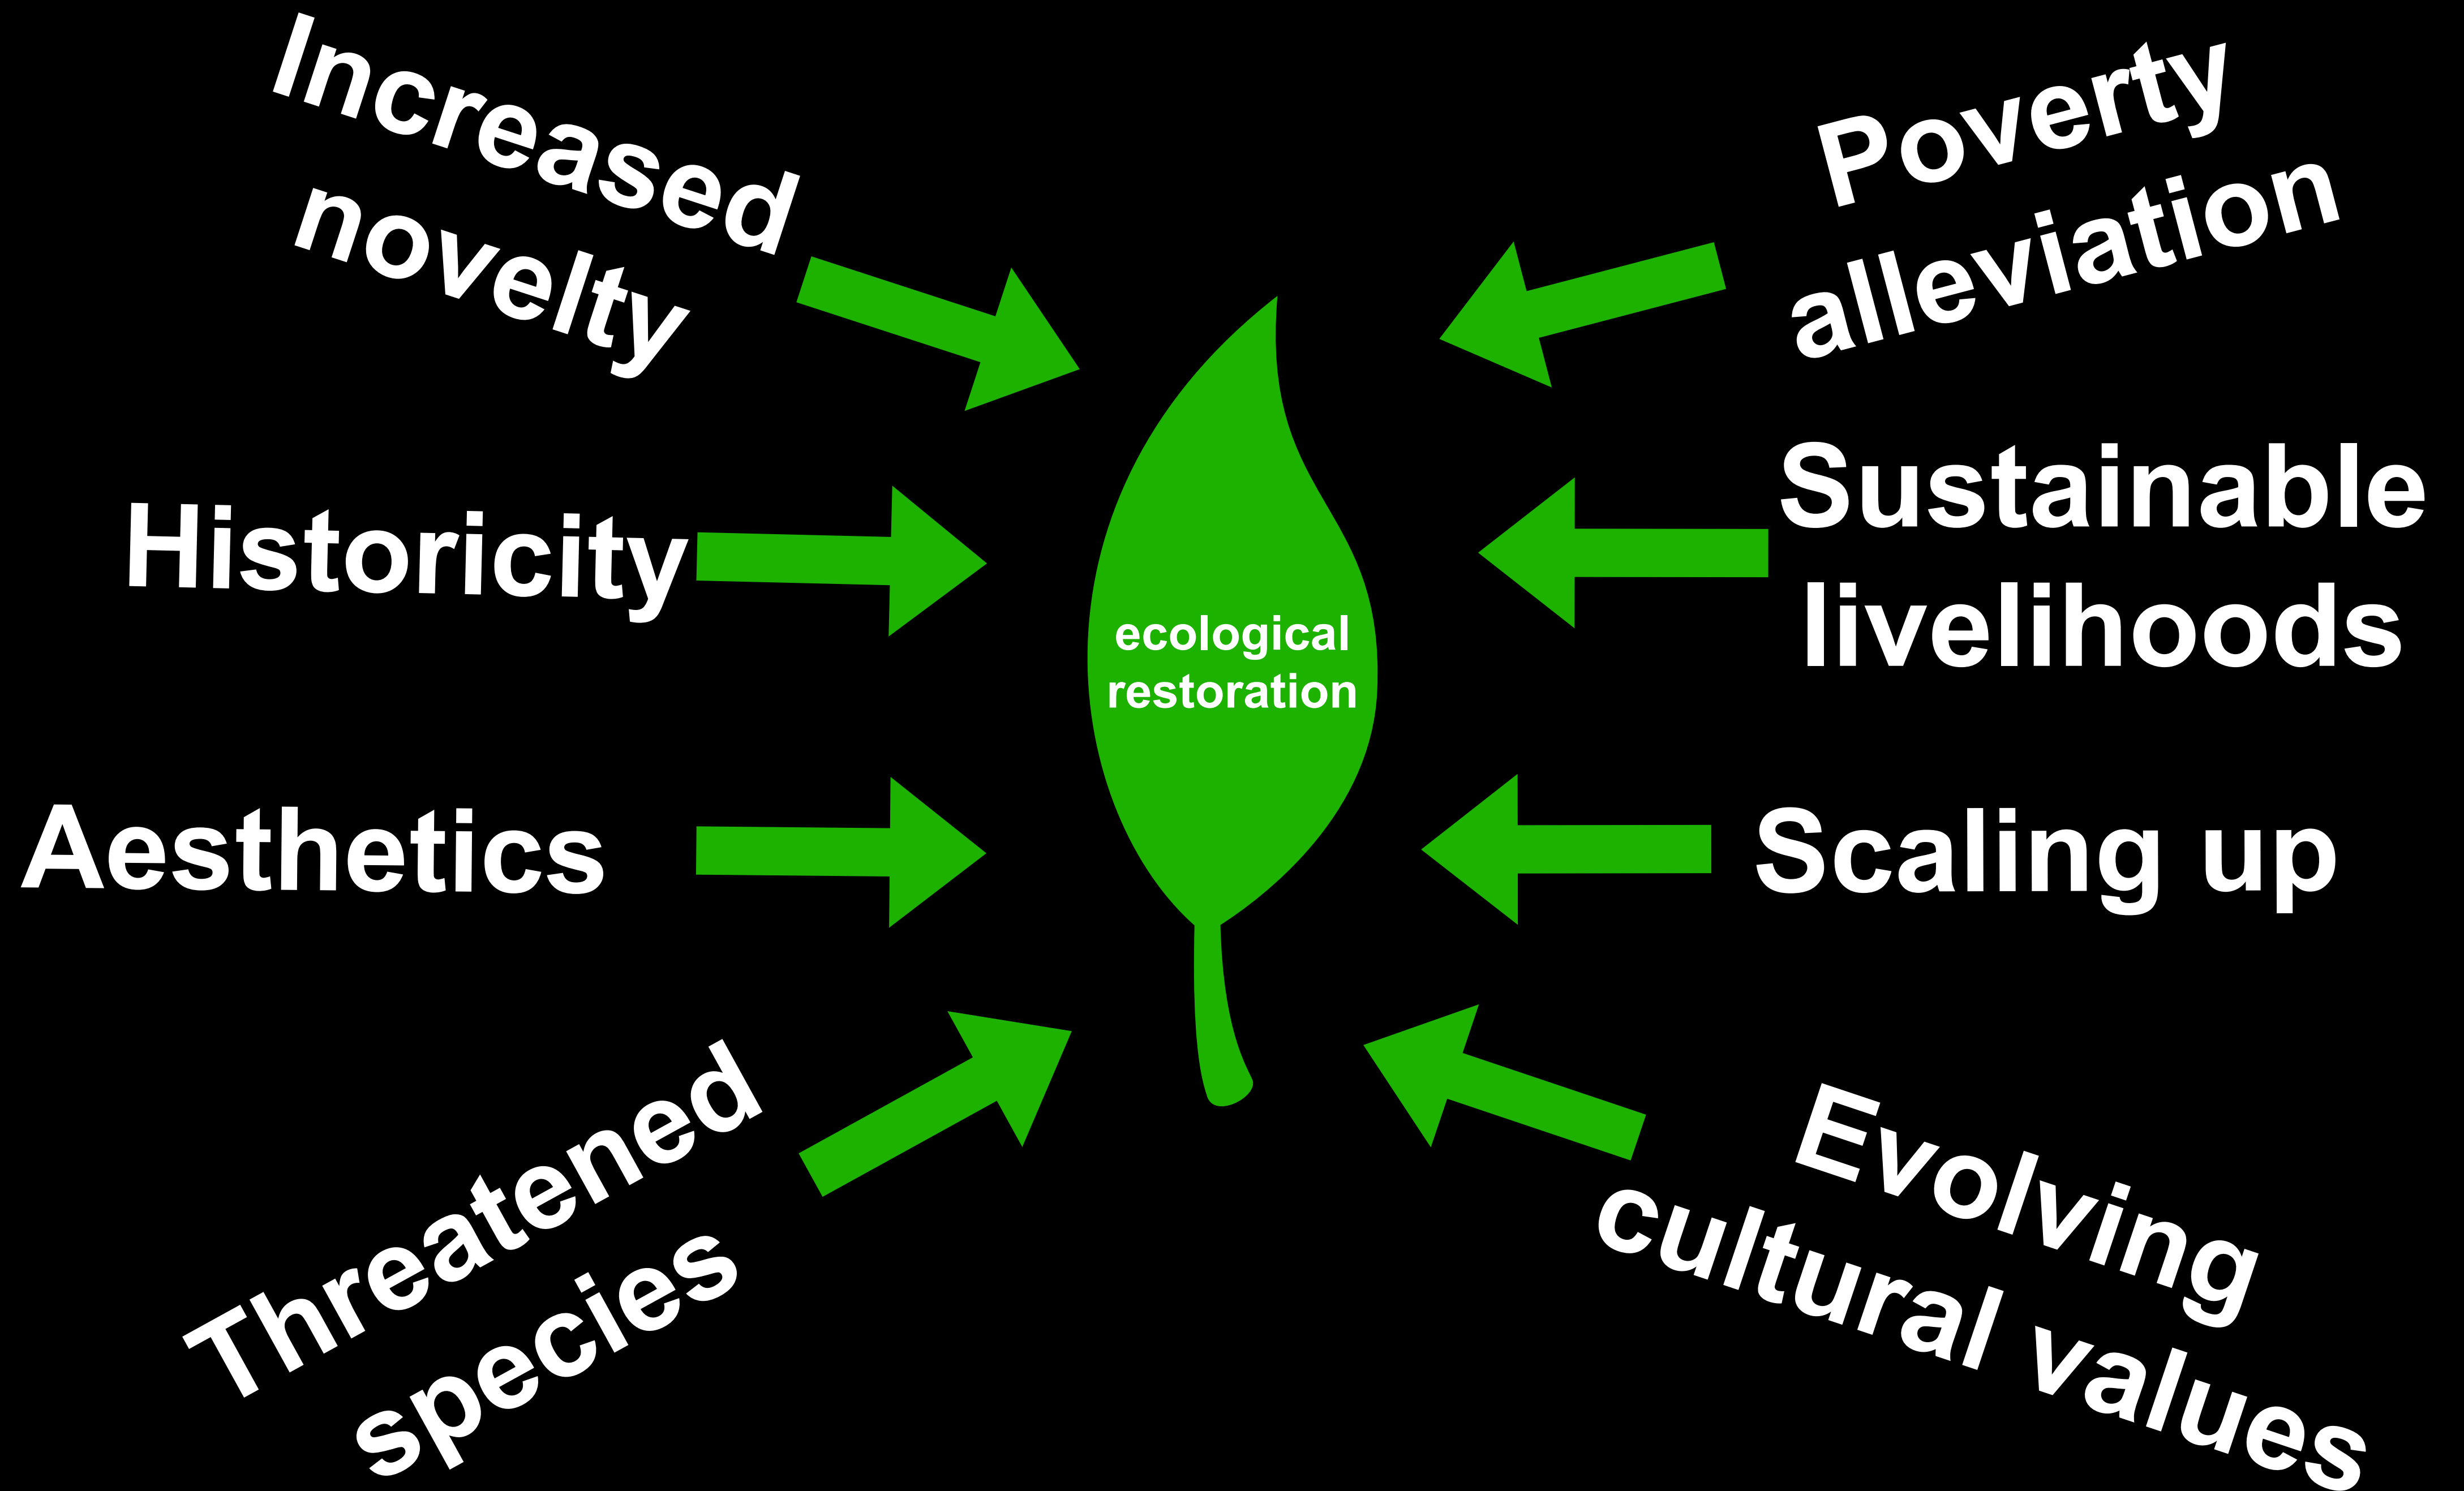 Increased
novelty
Historicity
Aesthetics
Threatened
species
ecological
restoration
Poverty
alleviation
Sustainable
livelihoods
Scaling up
Evolving
cultural values